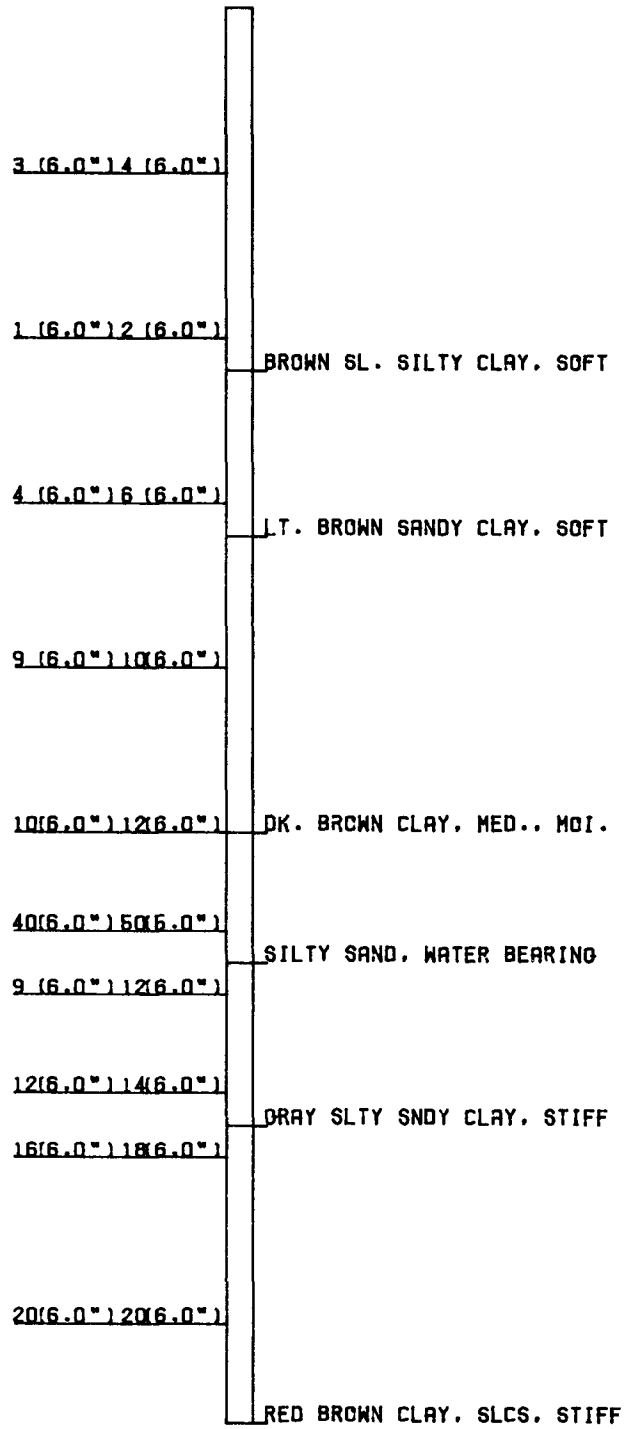 3 (6.0") 4 (6.0")
1 (6.0") 2 (6.0")
BROWN SL. SILTY CLAY, SOFT
4 (6.0") 6 (6.0")
LT. BROWN SANDY CLAY, SOFT
9 (6.0") 10(6.0")
10(6.0") 12(6.0") DK. BROWN CLAY, MED., MOI.
40(6.0") 50(6.0")
SILTY SAND, WATER BEARING
9 (6.0") 12(6.0")
12(6.0") 14(6.0")
GRAY SLTY SNDY CLAY, STIFF
16(6.0") 18(6.0")
20(6.0") 20(6.0")
RED BROWN CLAY, SLCS, STIFF